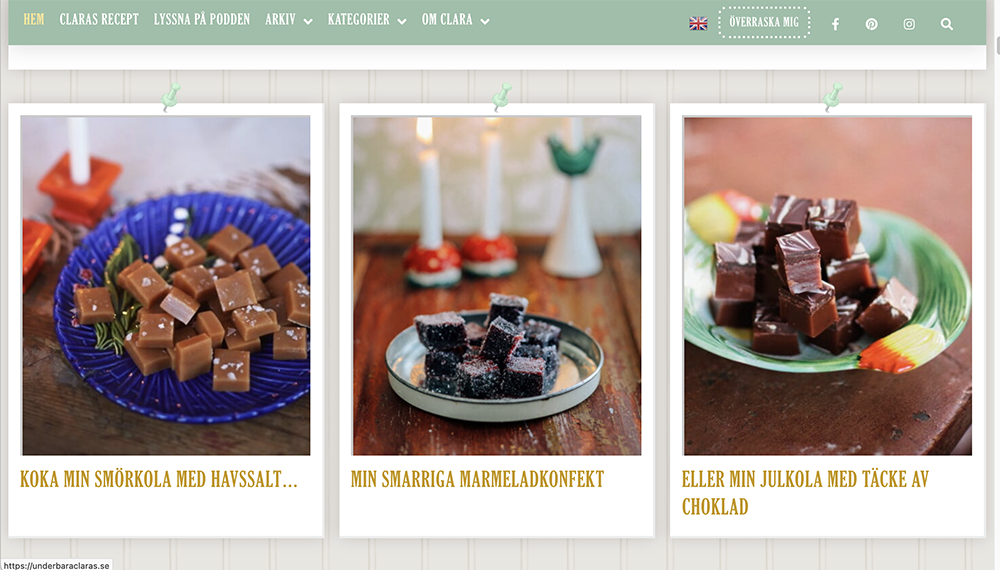 HEM CLARAS RECEPT LYSSNA PÅ PODDEN ARKIV KATEGORIER OM CLARA ÖVERRASKA MIG
KOKA MIN SMÖRKOLA MED HAVSSALT...
MIN SMARRIGA MARMELADKONFEKT
ELLER MIN JULKOLA MED TÄCKE AV
CHOKLAD
https://underbaraclaras.se